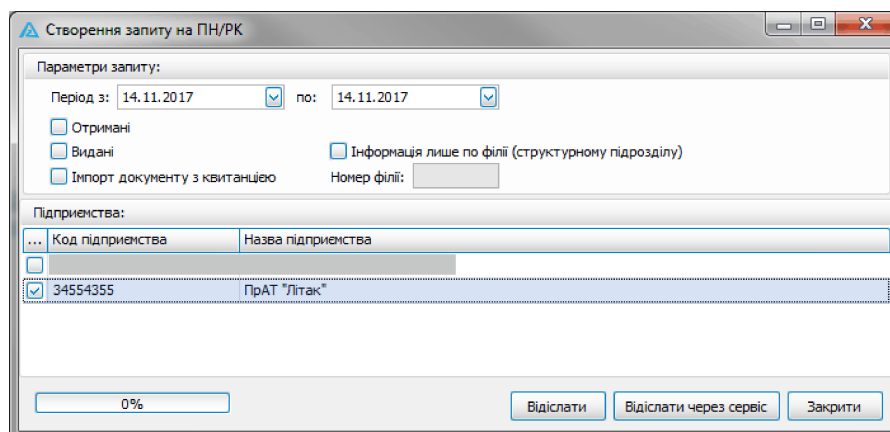 Створення запиту на ПН/РК
Параметри запиту:
Період з: 14.11.2017 по: 14.11.2017
Отримані
Видані Інформація лише по філії (структурному підрозділу)
Імпорт документу з квитанцією Номер філії:
Підприємства:
... Код підприємства Назва підприємства
34554355 ПрАТ "Літак"
0% Відіслати Відіслати через сервіс Закрити